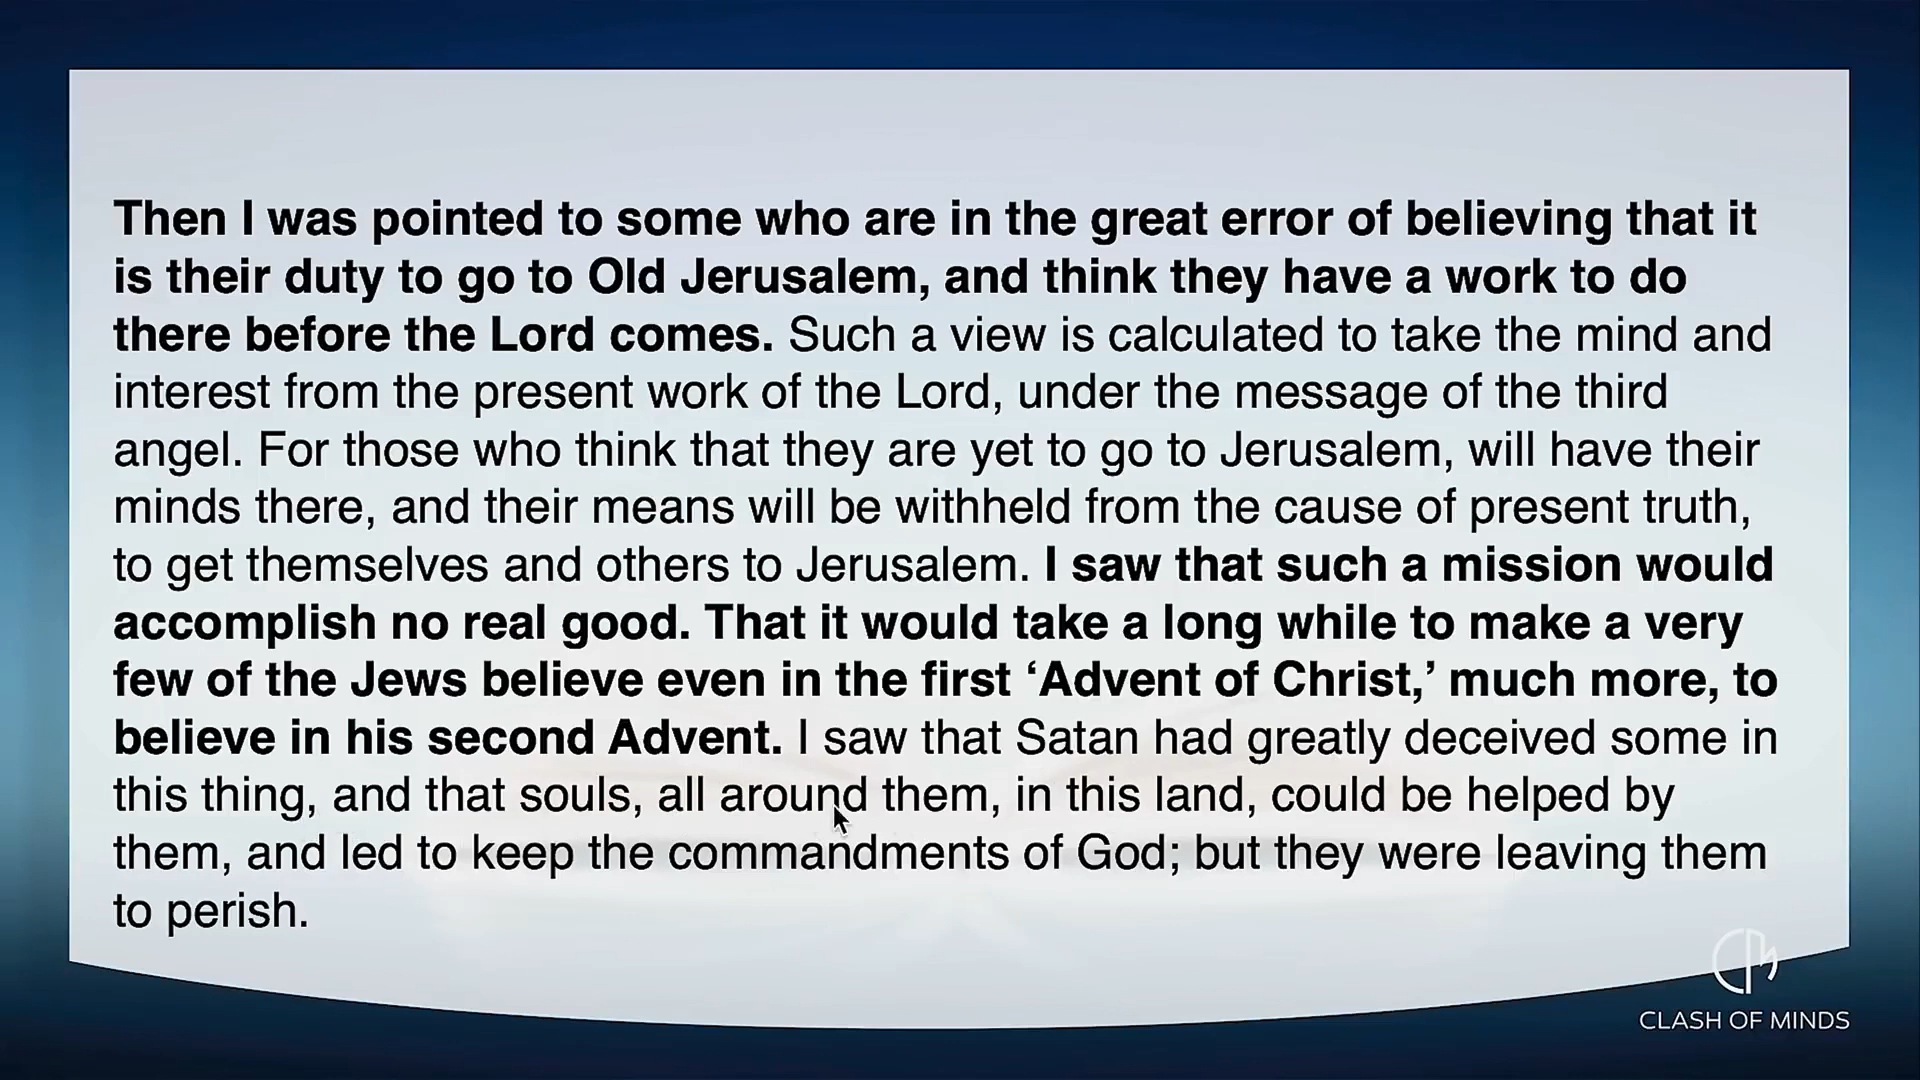 Then I was pointed to some who are in the great error of believing that it
is their duty to go to Old Jerusalem, and think they have a work to do
there before the Lord comes. Such a view is calculated to take the mind and
interest from the present work of the Lord, under the message of the third
angel. For those who think that they are yet to go to Jerusalem, will have their
minds there, and their means will be withheld from the cause of present truth,
to get themselves and others to Jerusalem. I saw that such a mission would
accomplish no real good. That it would take a long while to make a very
few of the Jews believe even in the first ‘Advent of Christ,’ much more, to
believe in his second Advent. I saw that Satan had greatly deceived some in
this thing, and that souls, all around them, in this land, could be helped by
them, and led to keep the commandments of God; but they were leaving them
to perish.
CLASH OF MINDS